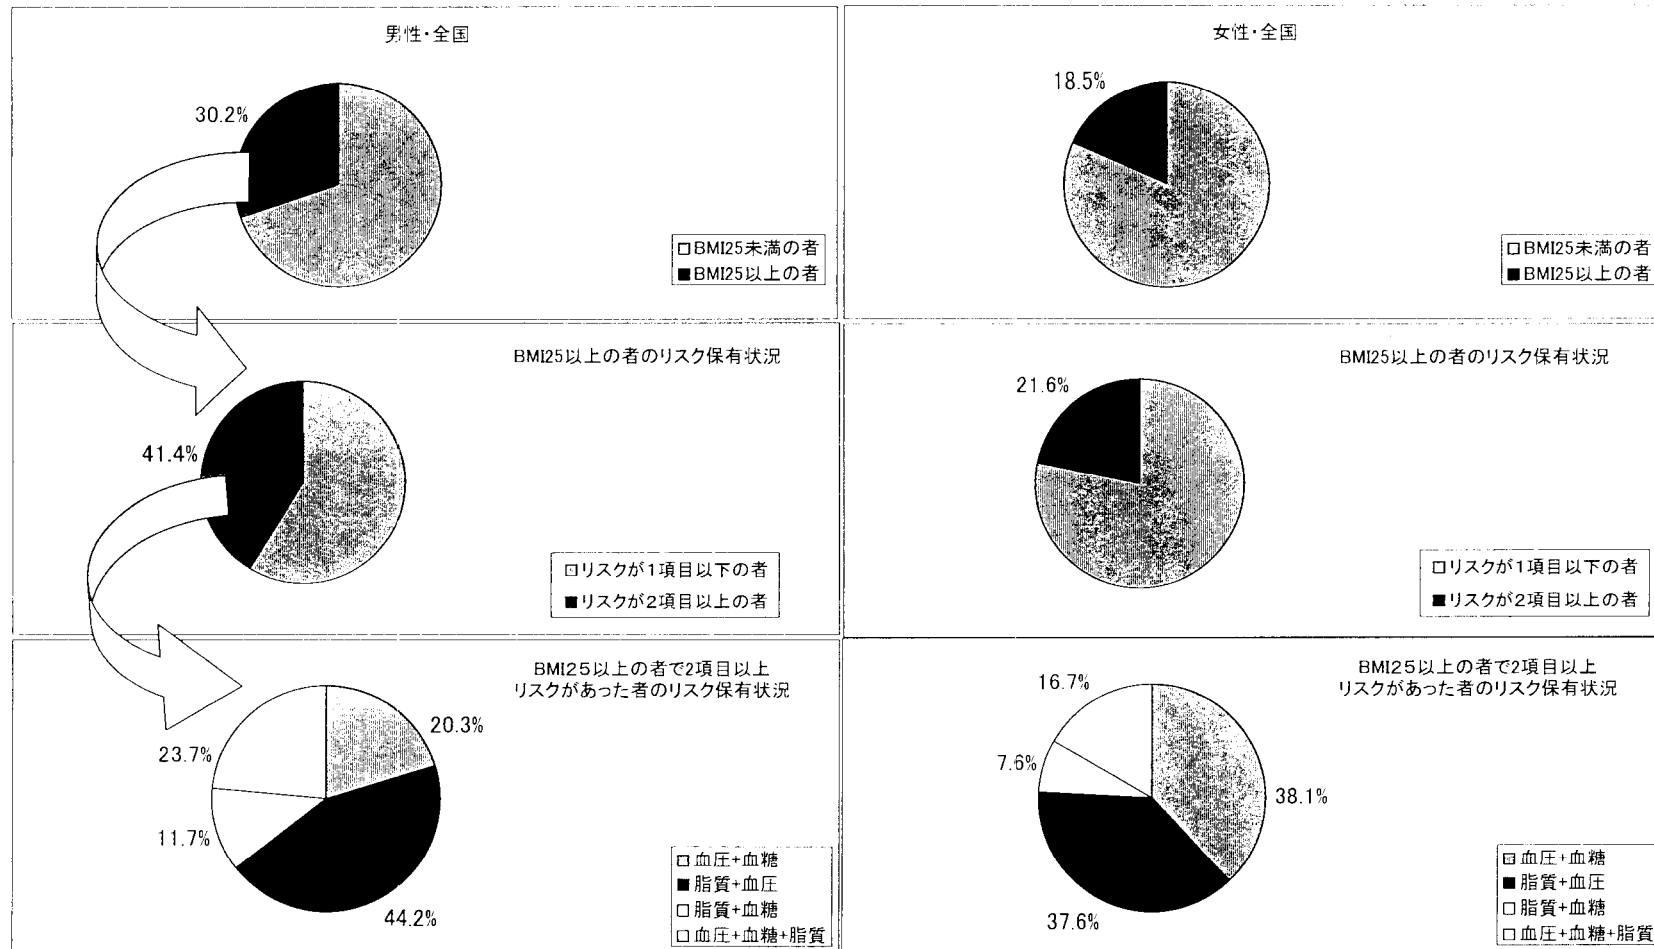 男性・全国
30.2%
□BMI25未満の者
■BMI25以上の者
BMI25以上の者のリスク保有状況
41.4%
□リスクが1項目以下の者
■リスクが2項目以上の者
BMI25以上の者で2項目以上
リスクがあった者のリスク保有状況
20.3%
23.7%
11.7%
44.2%
□血圧+血糖
■脂質+血圧
□脂質+血糖
□血圧+血糖+脂質
女性・全国
18.5%
□BMI25未満の者
■BMI25以上の者
BMI25以上の者のリスク保有状況
21.6%
□リスクが1項目以下の者
■リスクが2項目以上の者
BMI25以上の者で2項目以上
リスクがあった者のリスク保有状況
16.7%
7.6%
38.1%
37.6%
□血圧+血糖
■脂質+血圧
□脂質+血糖
□血圧+血糖+脂質